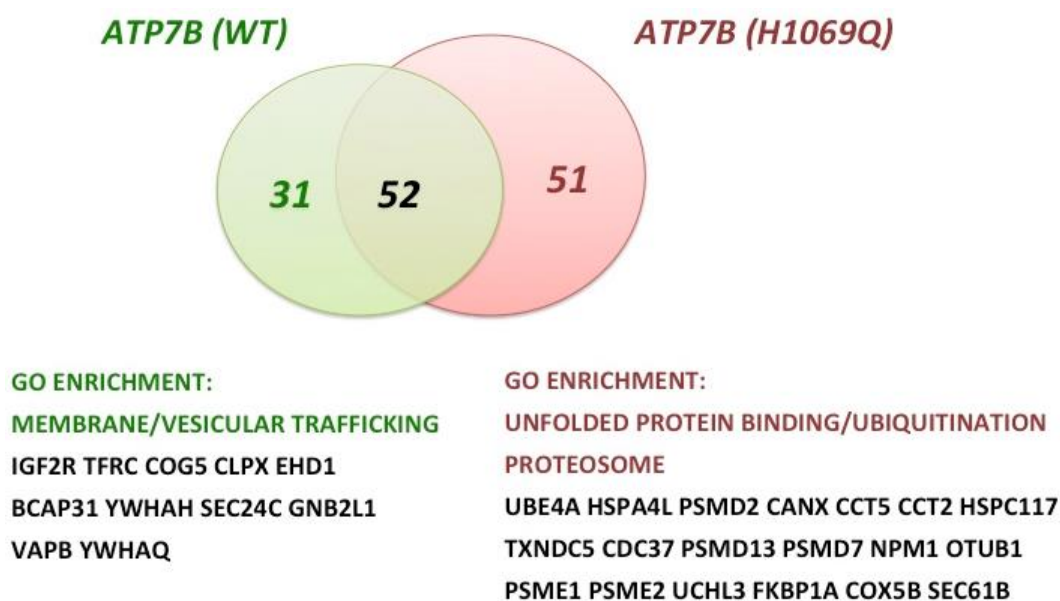 ATP7B (WT)
ATP7B (H1069Q)
31
52
51
GO ENRICHMENT:
MEMBRANE/VESICULAR TRAFFICKING
IGF2R TFRC COG5 CLPX EHD1
BCAP31 YWHAH SEC24C GNB2L1
VAPB YWHAQ
GO ENRICHMENT:
UNFOLDED PROTEIN BINDING/UBIQUITINATION
PROTEOSOME
UBE4A HSPA4L PSMD2 CANX CCT5 CCT2 HSPC117
TXNDC5 CDC37 PSMD13 PSMD7 NPM1 OTUB1
PSME1 PSME2 UCHL3 FKBP1A COX5B SEC61B